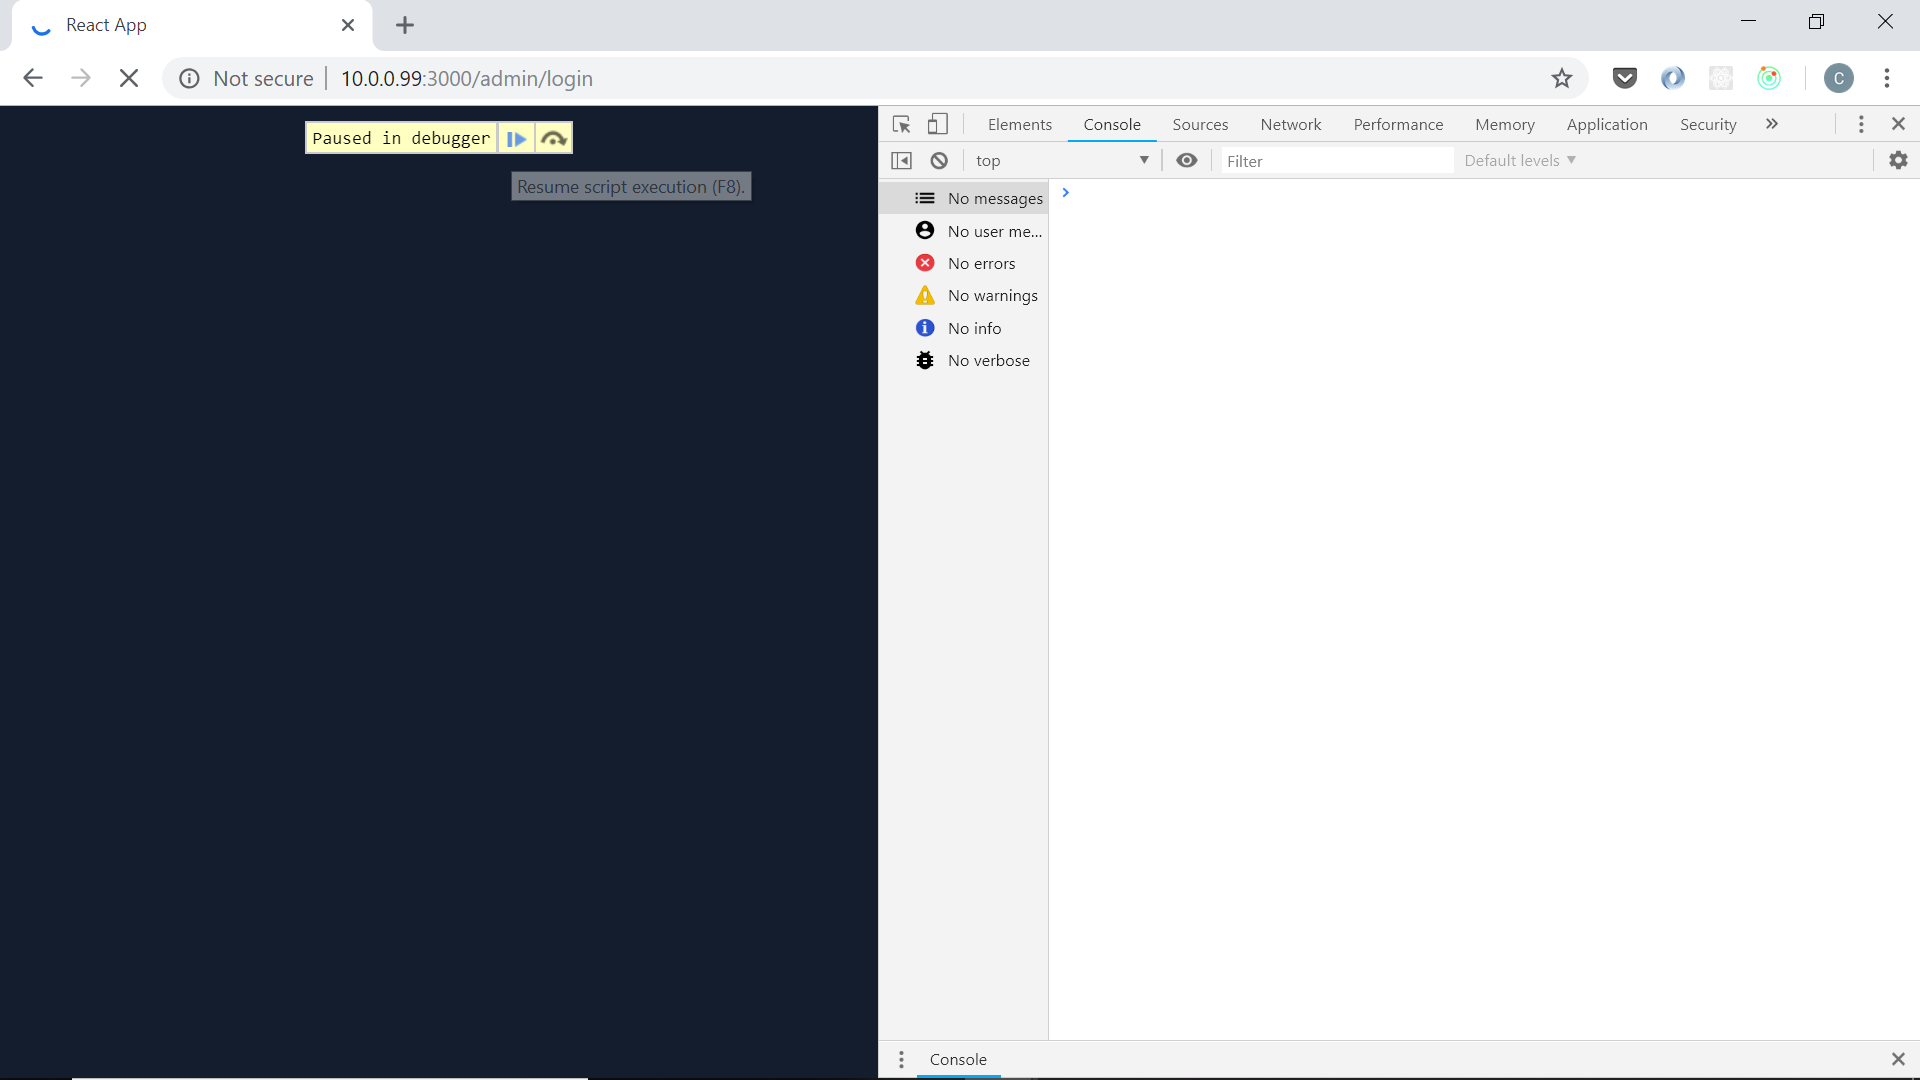 React App
Not secure 10.0.0.99:3000/admin/login
C
Paused in debugger
Resume script execution (F8).
Elements Console Sources Network Performance Memory Application Security
top Filter Default levels
No messages
No user me...
No errors
No warnings
No info
No verbose
Console